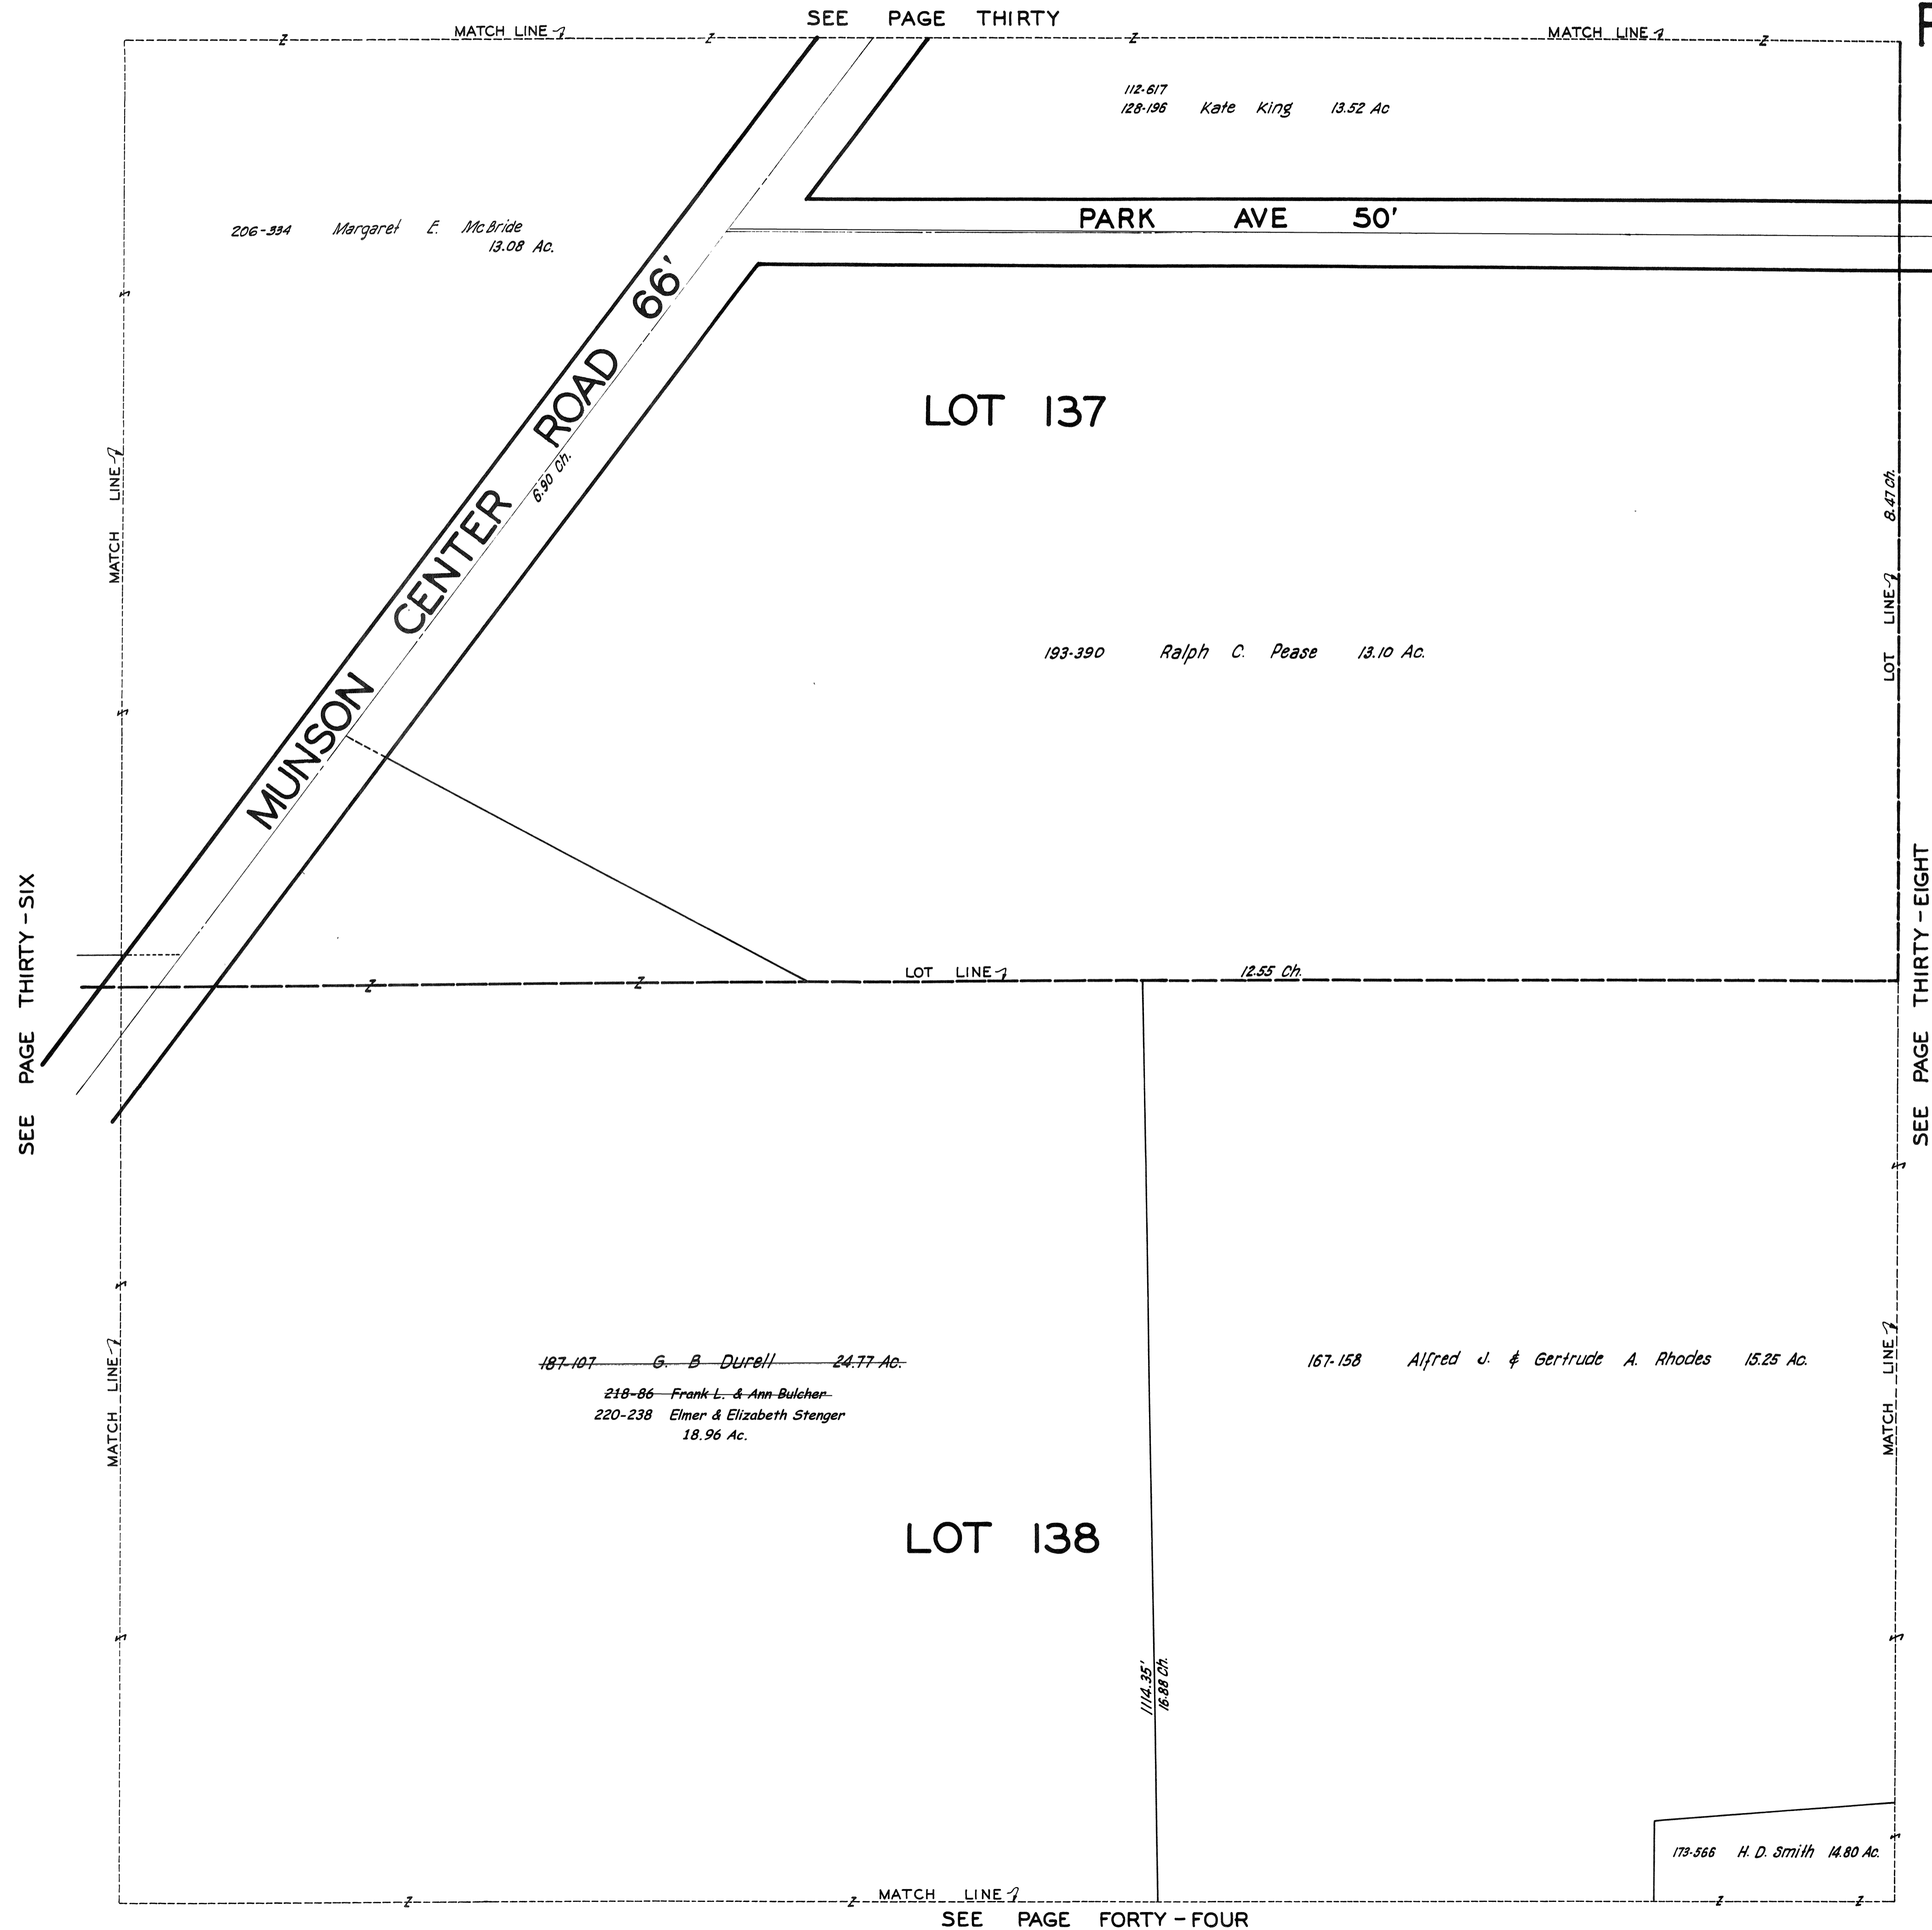 SEE PAGE THIRTY
MATCH LINE
MATCH LINE
112-617
128-196 Kate King 13.52 Ac
PARK AVE 50'
206-334 Margaret E. McBride
13.08 Ac.
MUNSON CENTER ROAD 66'
6.90 Ch.
LOT 137
MATCH LINE
8.47 Ch.
LOT LINE
193-390 Ralph C. Pease 13.10 Ac.
SEE PAGE THIRTY-SIX
SEE PAGE THIRTY-EIGHT
LOT LINE
12.55 Ch.
187-107 G. B Durell 24.77 Ac.
218-86 Frank L. & Ann Bulcher
220-238 Elmer & Elizabeth Stenger
18.96 Ac.
167-158 Alfred J. & Gertrude A. Rhodes 15.25 Ac.
MATCH LINE
MATCH LINE
LOT 138
1114.35'
16.88 Ch.
173-566 H. D. Smith 14.80 Ac.
MATCH LINE
SEE PAGE FORTY-FOUR